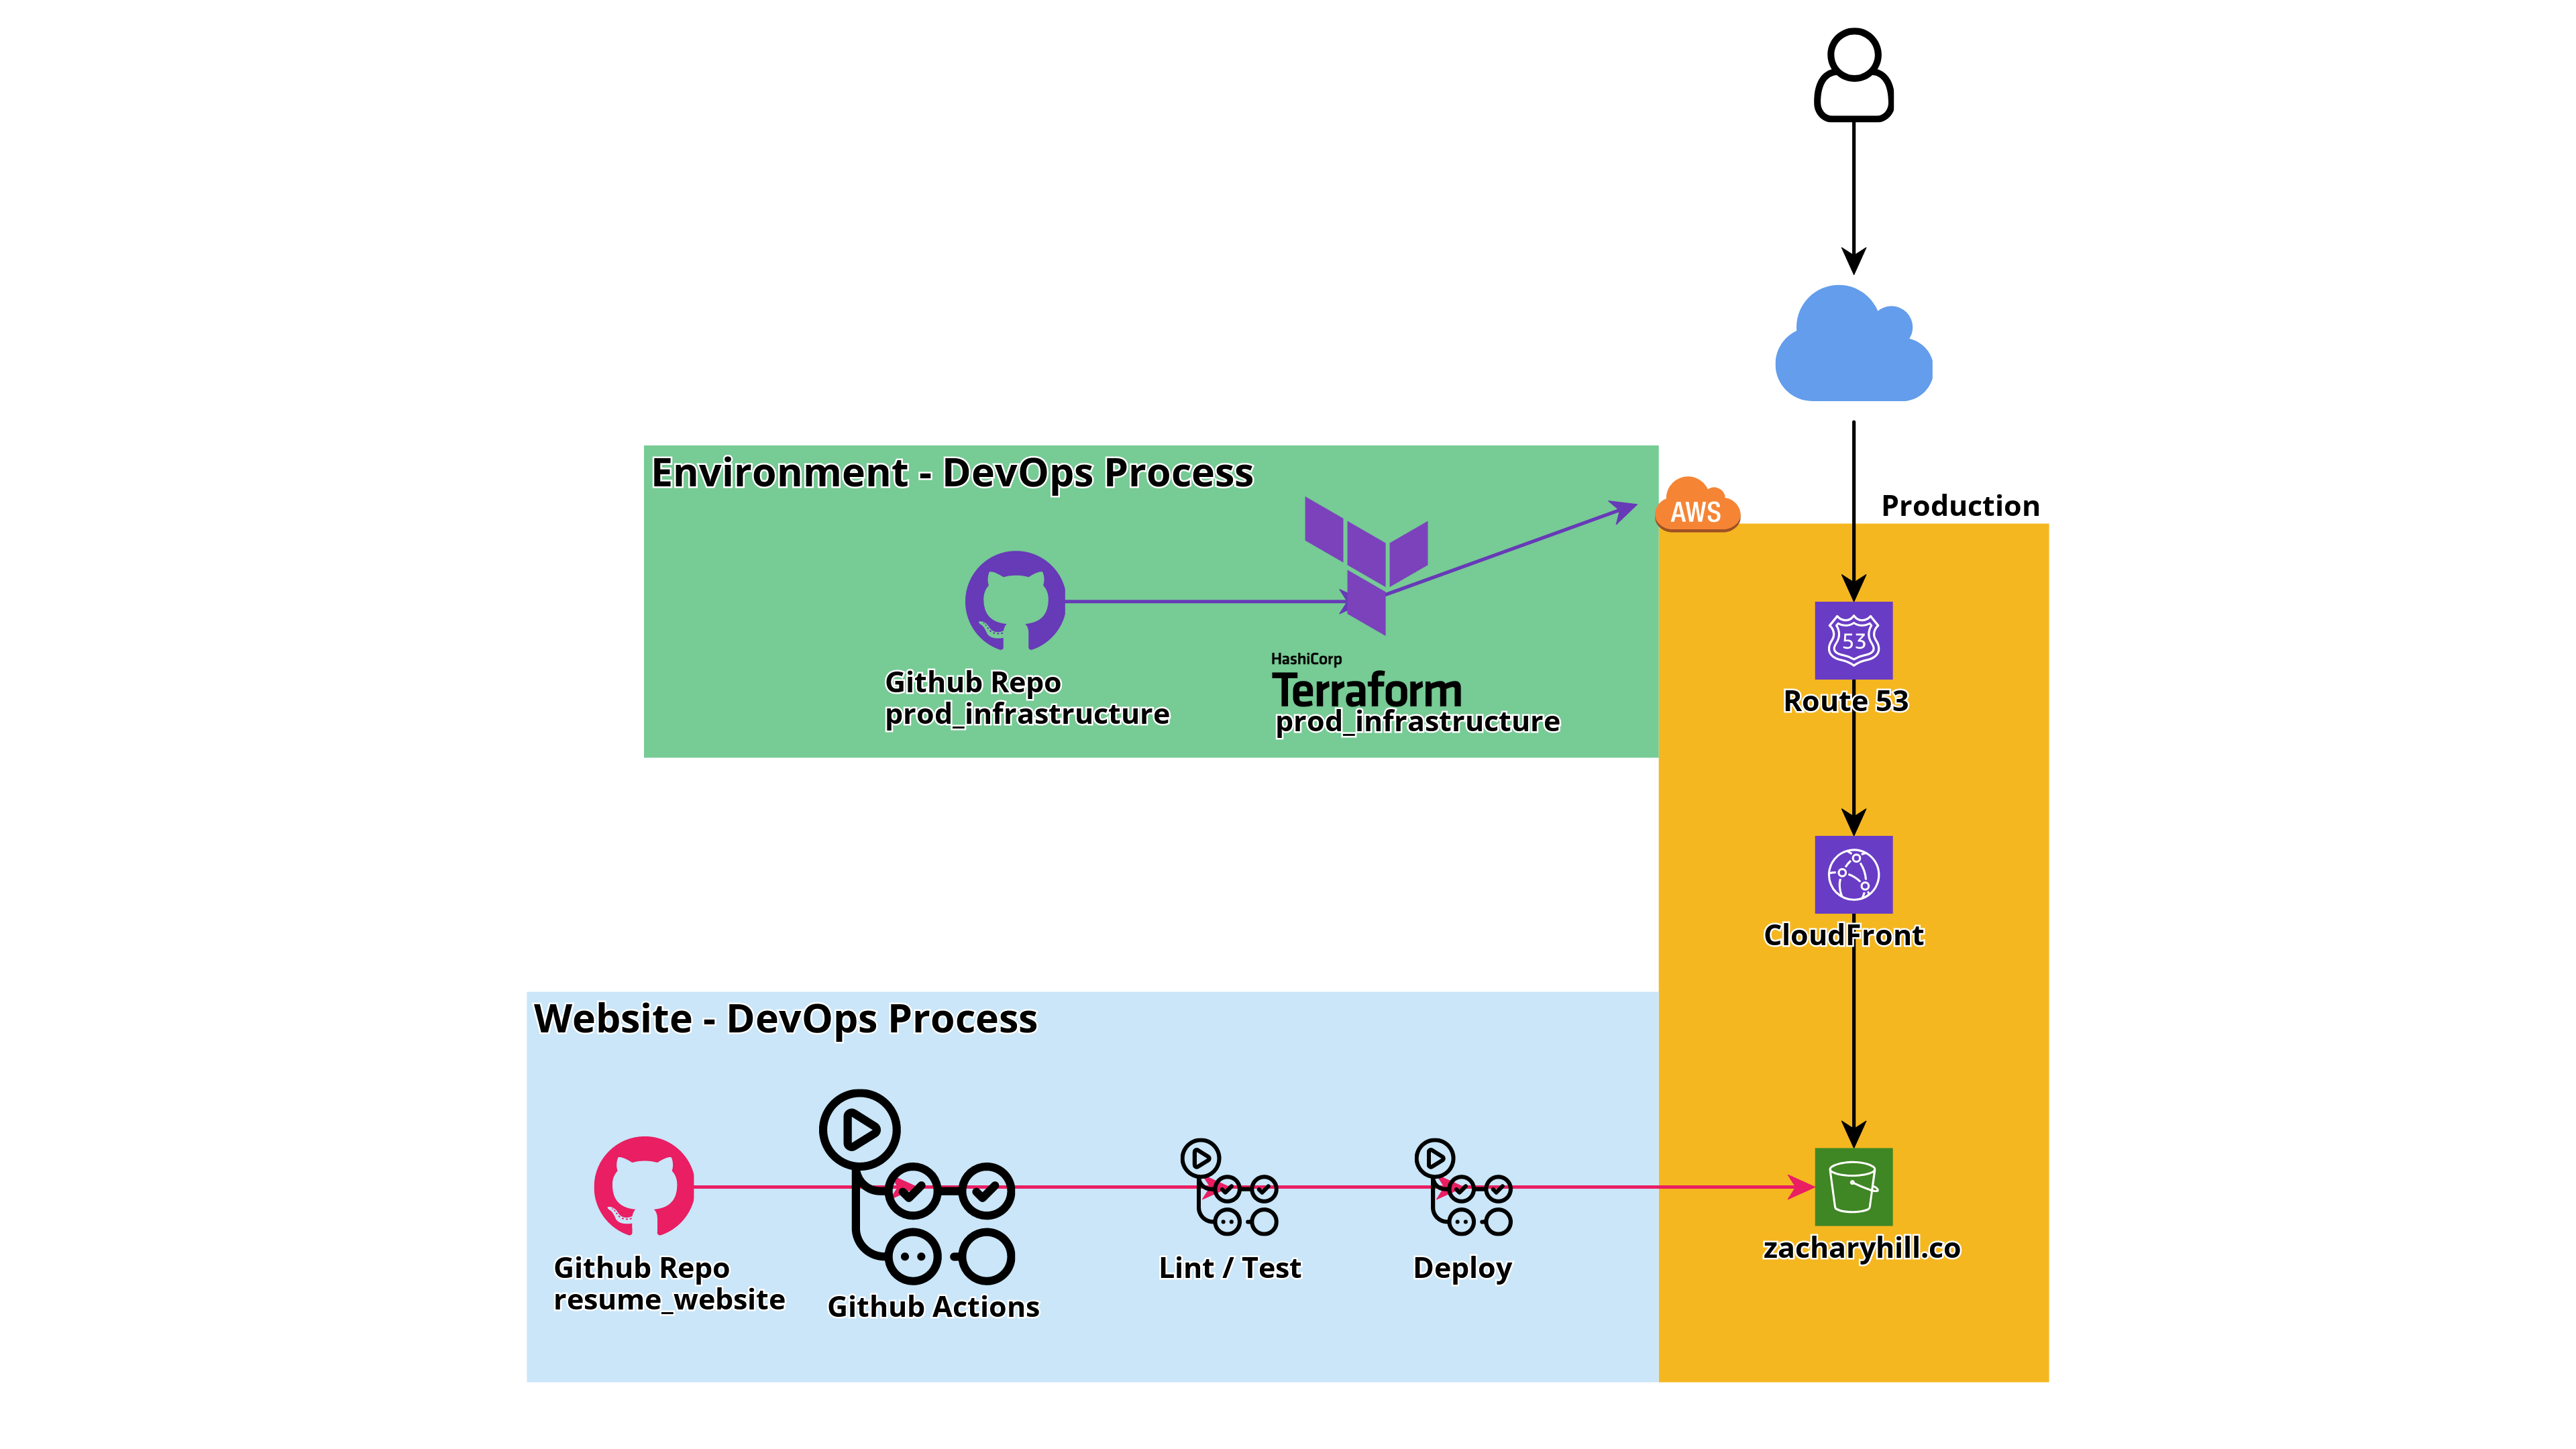 Environment - DevOps Process
AWS
Production
Github Repo
prod_infrastructure
HashiCorp
Terraform
prod_infrastructure
53
Route 53
CloudFront
Website - DevOps Process
Github Repo
resume_website
Github Actions
Lint / Test
Deploy
zacharyhill.co